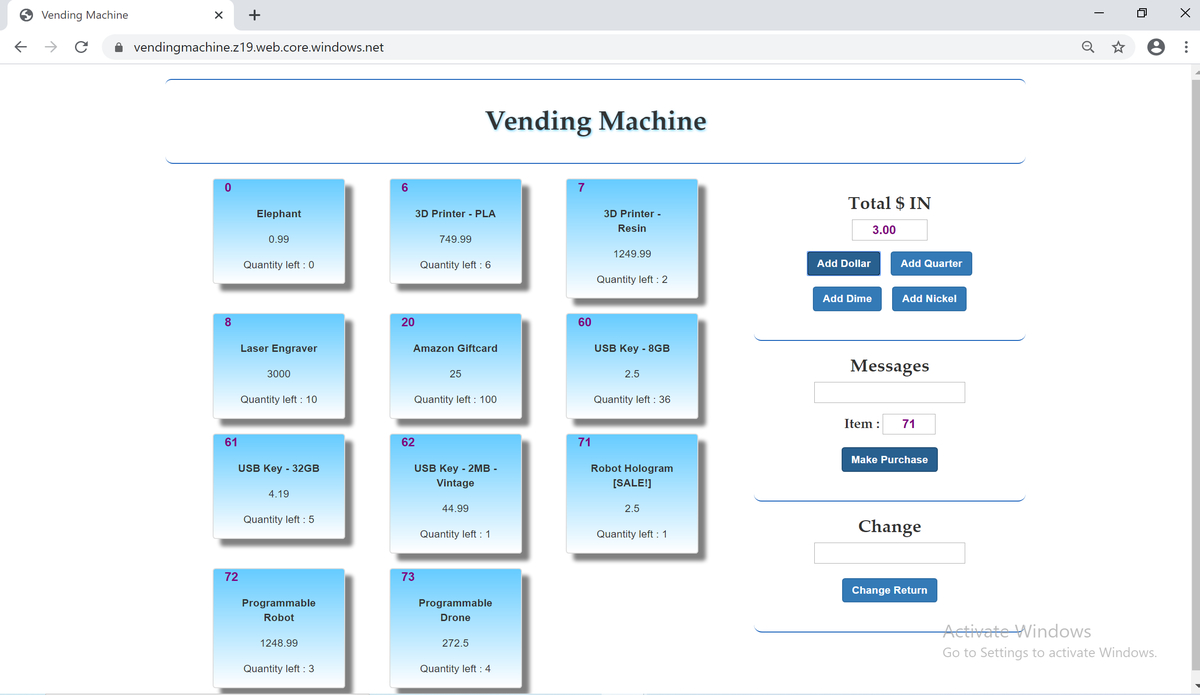 Vending Machine
vendingmachine.z19.web.core.windows.net
Vending Machine
0
Elephant
0.99
Quantity left : 0
6
3D Printer - PLA
749.99
Quantity left : 6
7
3D Printer -
Resin
1249.99
Quantity left : 2
8
Laser Engraver
3000
Quantity left : 10
20
Amazon Giftcard
25
Quantity left : 100
60
USB Key - 8GB
2.5
Quantity left : 36
61
USB Key - 32GB
4.19
Quantity left : 5
62
USB Key - 2MB -
Vintage
44.99
Quantity left : 1
71
Robot Hologram
[SALE!]
2.5
Quantity left : 1
72
Programmable
Robot
1248.99
Quantity left : 3
73
Programmable
Drone
272.5
Quantity left : 4
Total $ IN
3.00
Add Dollar
Add Quarter
Add Dime
Add Nickel
Messages
Item : 71
Make Purchase
Change
Change Return
Activate Windows
Go to Settings to activate Windows.